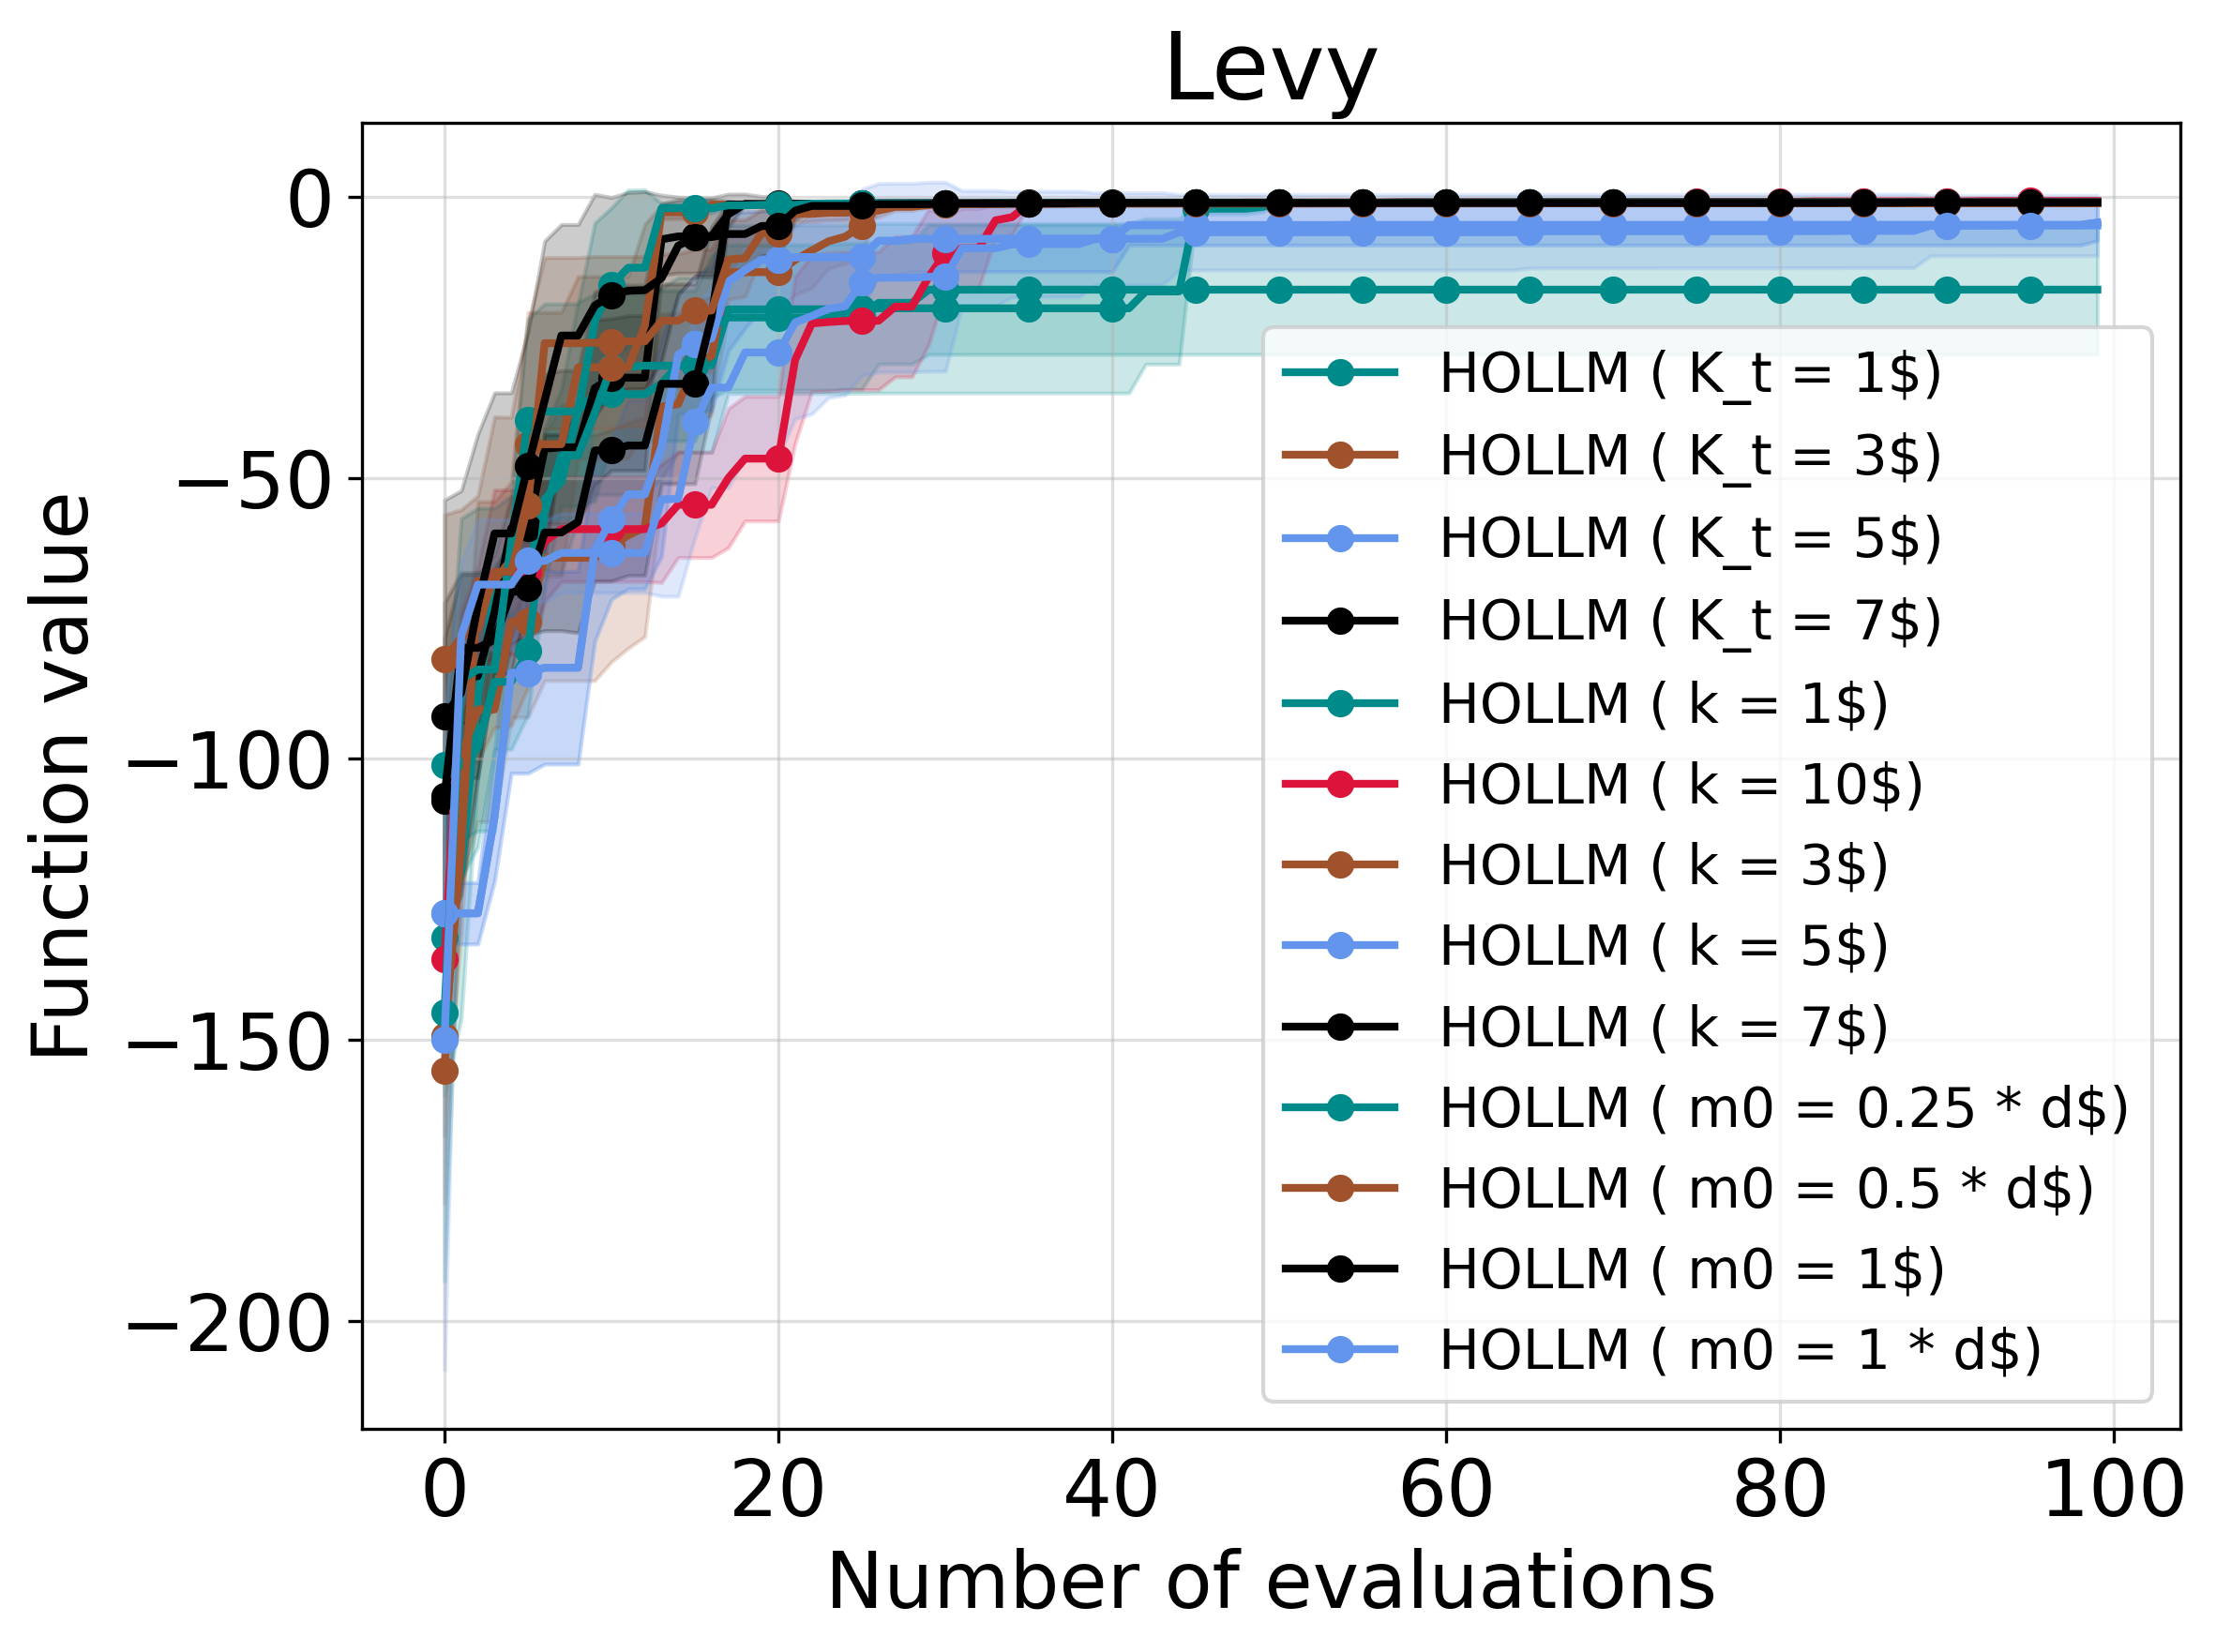 Levy
Function value
0
−50
−100
−150
−200
HOLLM ( K_t = 1$)
HOLLM ( K_t = 3$)
HOLLM ( K_t = 5$)
HOLLM ( K_t = 7$)
HOLLM ( k = 1$)
HOLLM ( k = 10$)
HOLLM ( k = 3$)
HOLLM ( k = 5$)
HOLLM ( k = 7$)
HOLLM ( m0 = 0.25 * d$)
HOLLM ( m0 = 0.5 * d$)
HOLLM ( m0 = 1$)
HOLLM ( m0 = 1 * d$)
0 20 40 60 80 100
Number of evaluations